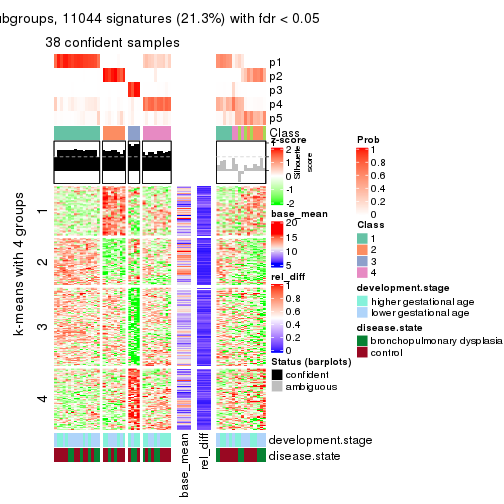 ubgroups, 11044 signatures (21.3%) with fdr < 0.05
38 confident samples
p1
p2
p3
p4
p5
Class
z-score
2
1
0
-1
-2
Silhouette
score
base_mean
20
15
10
5
rel_diff
1
0.8
0.6
0.4
0.2
0
Status (barplots)
confident
ambiguous
Prob
1
0.8
0.6
0.4
0.2
0
Class
1
2
3
4
development.stage
higher gestational age
lower gestational age
disease.state
bronchopulmonary dysplasia
control
k-means with 4 groups
1
2
3
4
development.stage
disease.state
base_mean
rel_diff